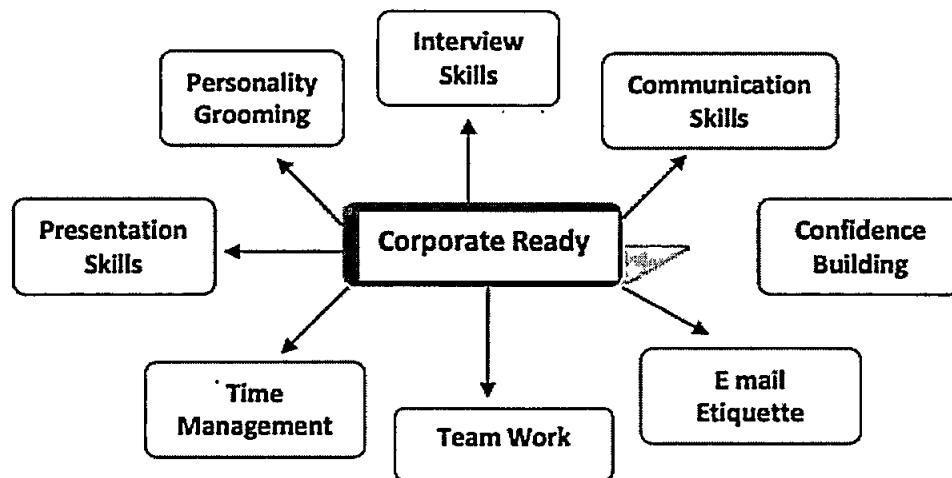 Interview
Skills
Personality
Grooming
Communication
Skills
Presentation
Skills
Corporate Ready
Confidence
Building
Time
Management
Team Work
E mail
Etiquette